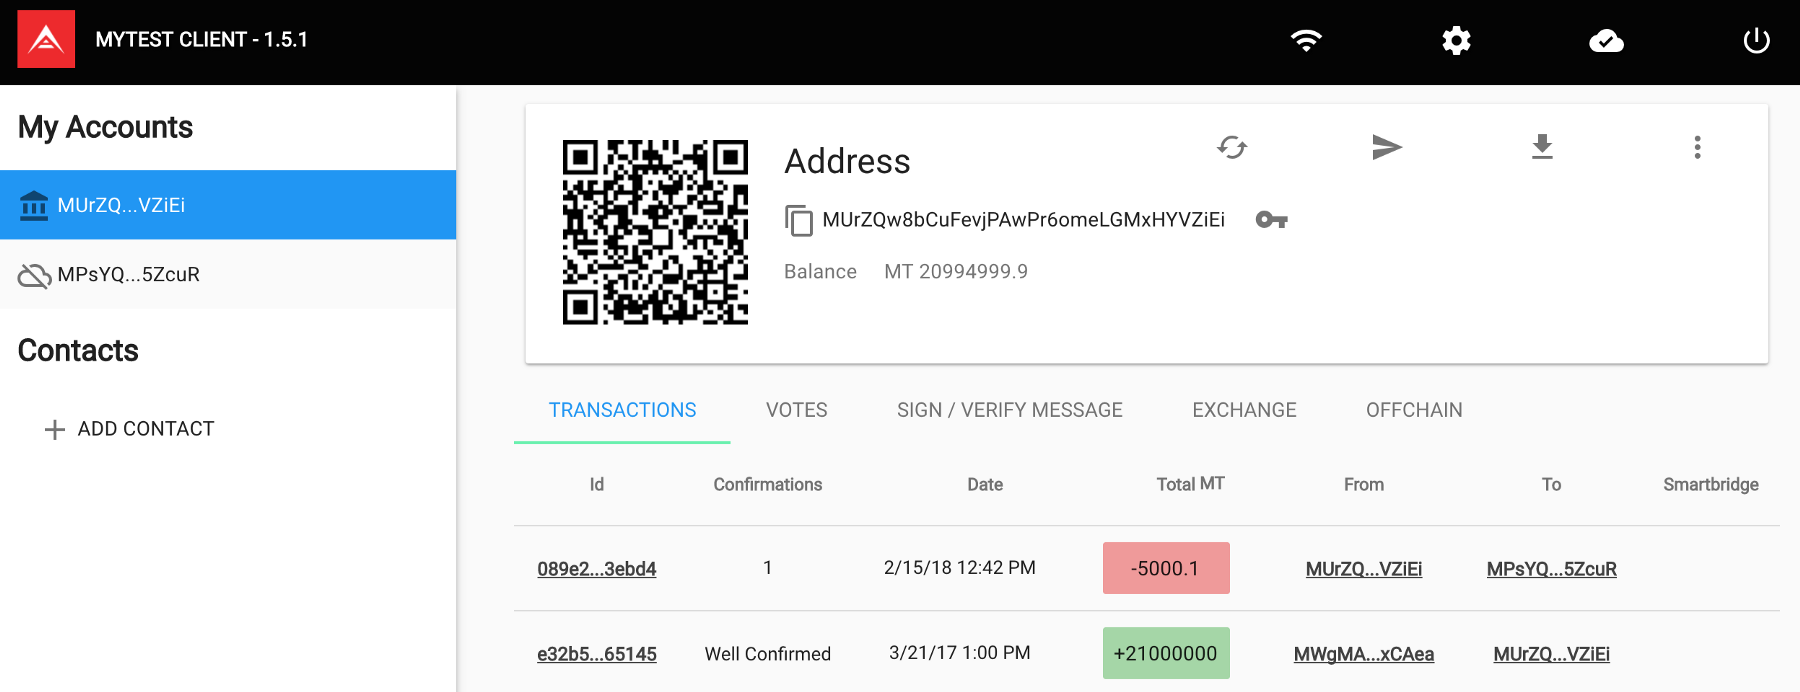 MYTEST CLIENT - 1.5.1
My Accounts
MUrZQ...VZiEi
MPsYQ...5ZcuR
Contacts
ADD CONTACT
Address
MUrZQw8bCuFevjPAwPr6omeLGMxHYVZiEi
Balance MT 20994999.9
TRANSACTIONS VOTES SIGN / VERIFY MESSAGE EXCHANGE OFFCHAIN
Id Confirmations Date Total MT From To Smartbridge
089e2...3ebd4 1 2/15/18 12:42 PM -5000.1 MUrZQ...VZiEi MPsYQ...5ZcuR
e32b5...65145 Well Confirmed 3/21/17 1:00 PM +21000000 MWgMA...xCAea MUrZQ...VZiEi